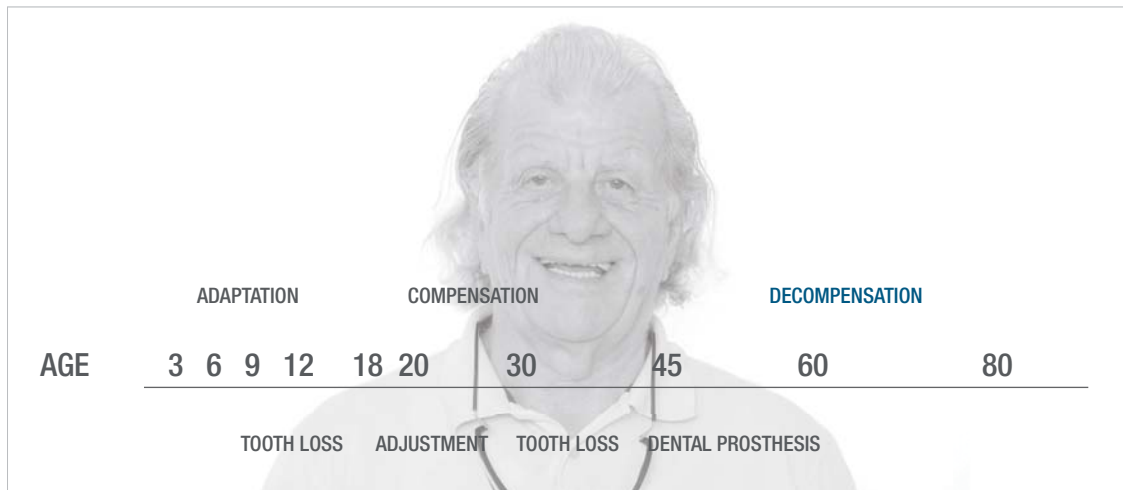 ADAPTATION COMPENSATION DECOMPENSATION
AGE 3 6 9 12 18 20 30 45 60 80
TOOTH LOSS ADJUSTMENT TOOTH LOSS DENTAL PROSTHESIS